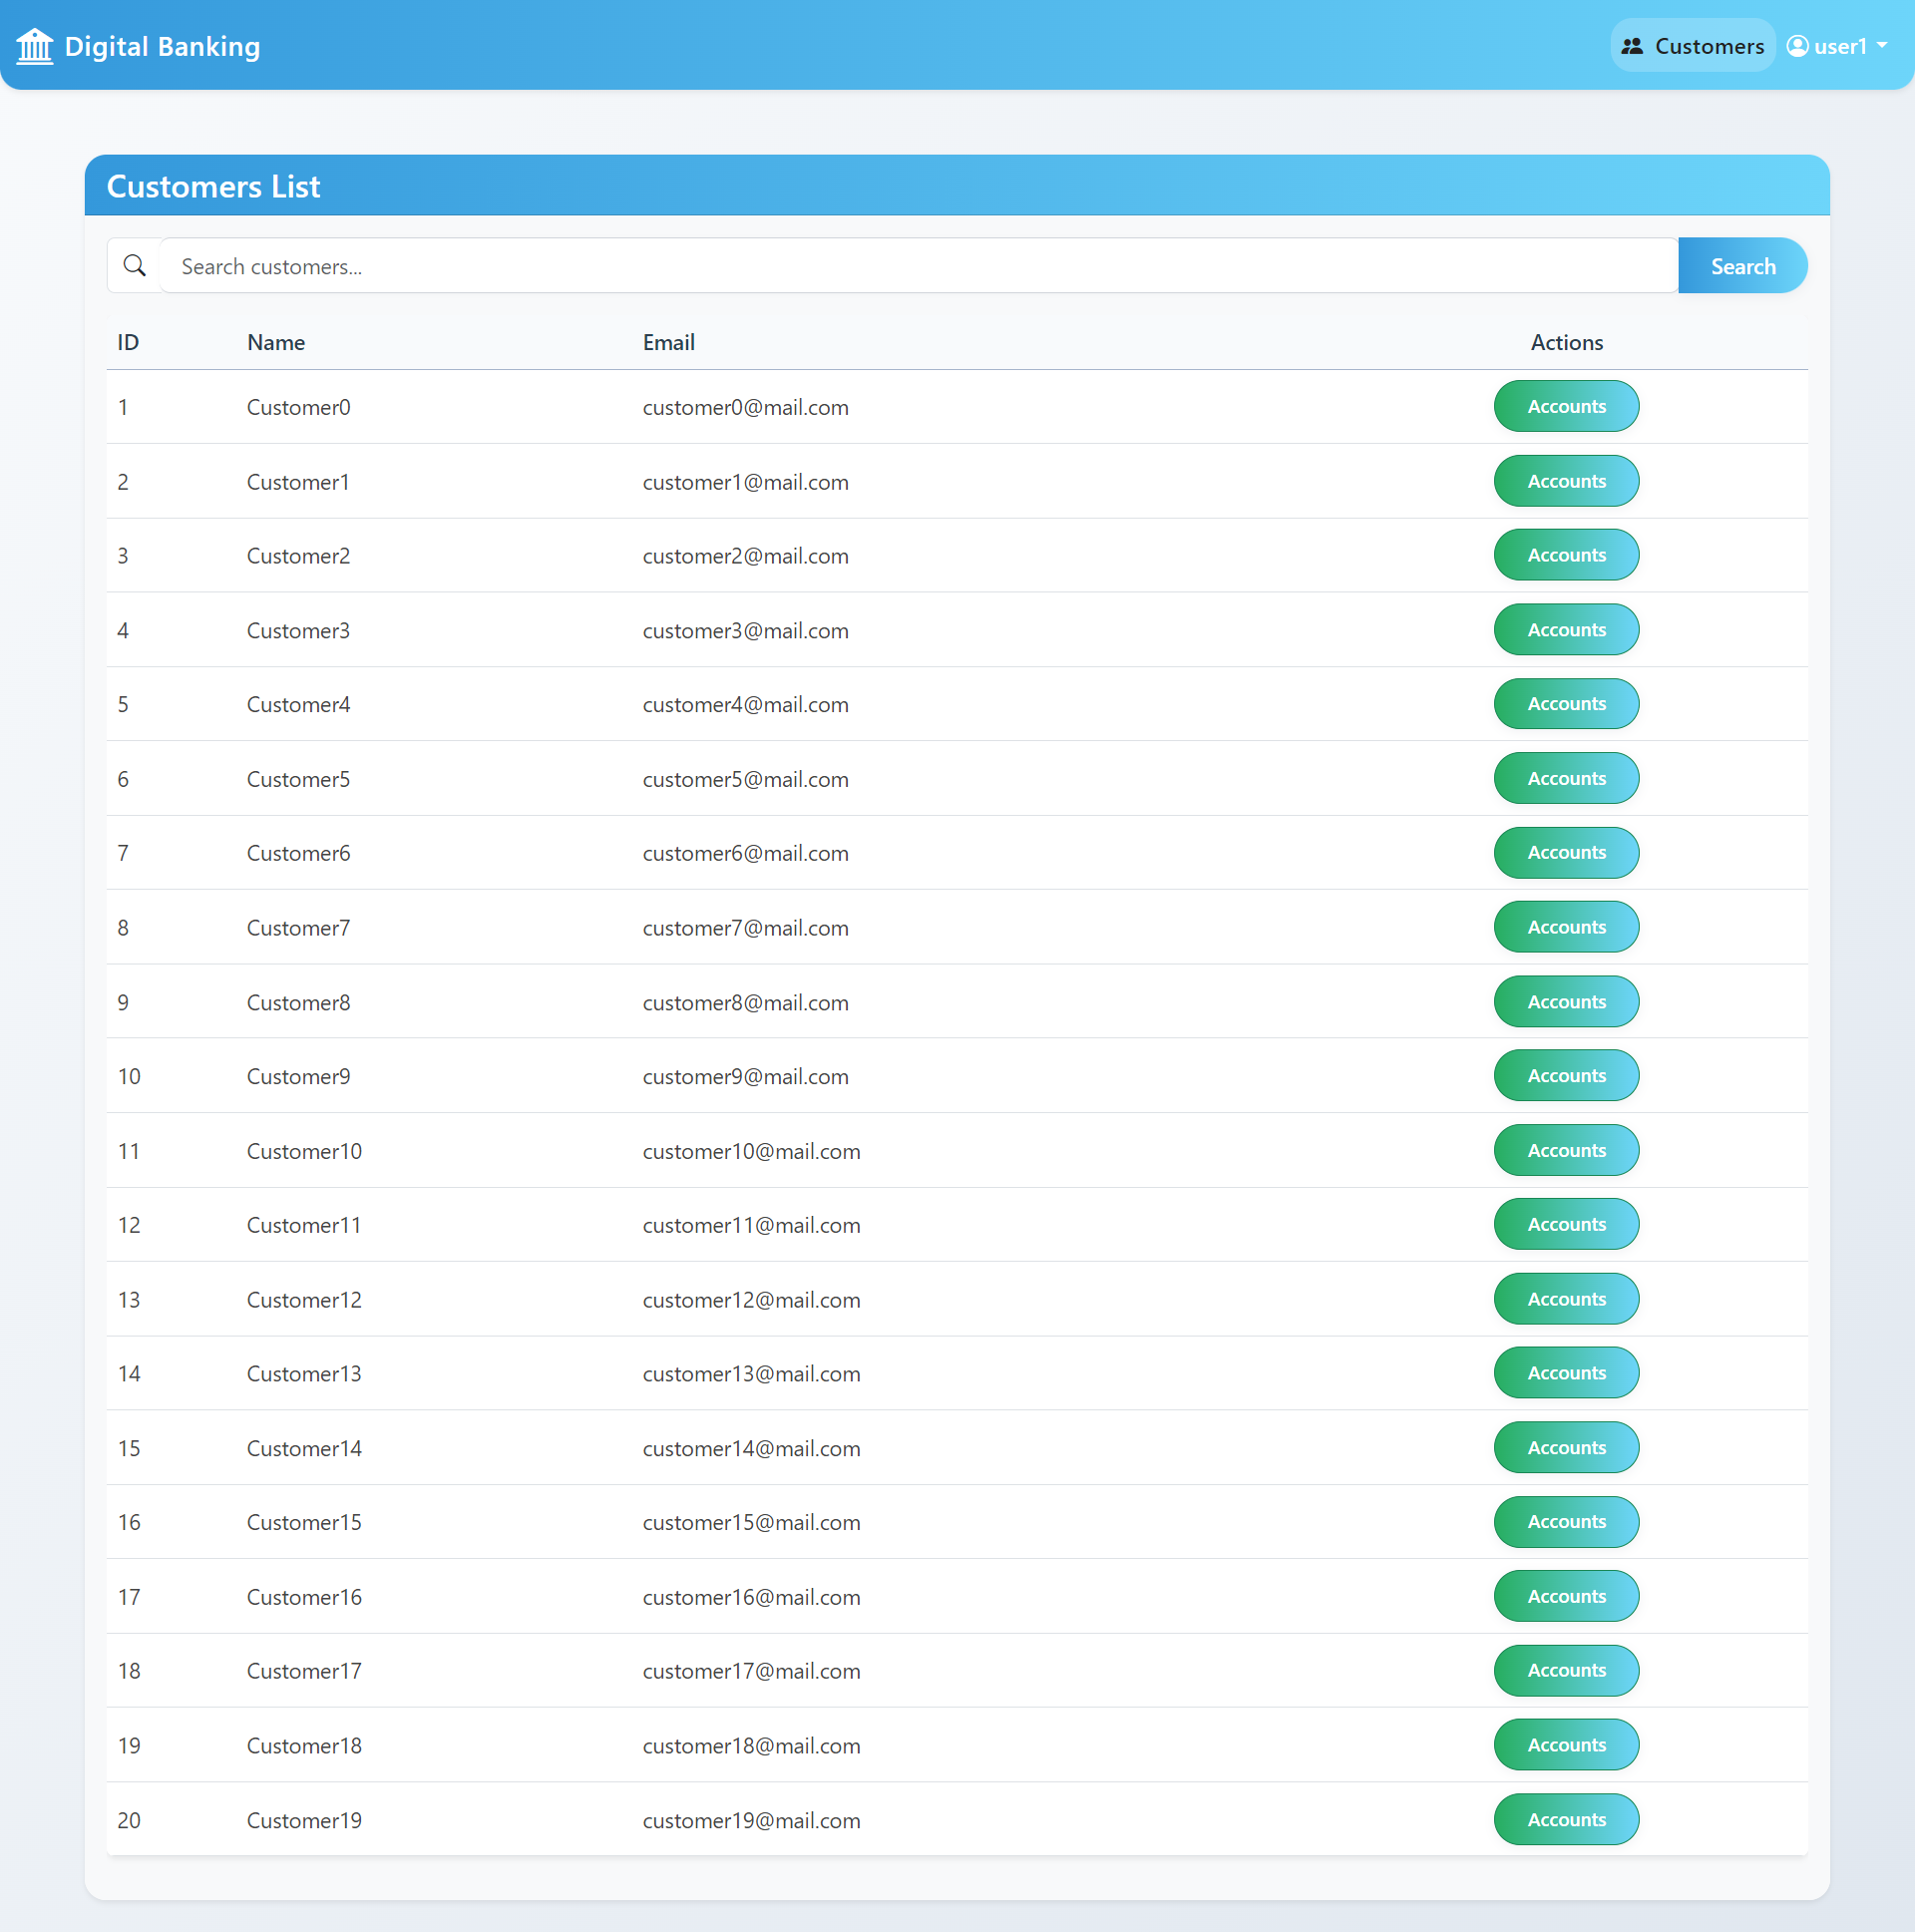 Digital Banking
Customers user1
Customers List
Search customers... Search
ID Name Email Actions
1 Customer0 customer0@mail.com Accounts
2 Customer1 customer1@mail.com Accounts
3 Customer2 customer2@mail.com Accounts
4 Customer3 customer3@mail.com Accounts
5 Customer4 customer4@mail.com Accounts
6 Customer5 customer5@mail.com Accounts
7 Customer6 customer6@mail.com Accounts
8 Customer7 customer7@mail.com Accounts
9 Customer8 customer8@mail.com Accounts
10 Customer9 customer9@mail.com Accounts
11 Customer10 customer10@mail.com Accounts
12 Customer11 customer11@mail.com Accounts
13 Customer12 customer12@mail.com Accounts
14 Customer13 customer13@mail.com Accounts
15 Customer14 customer14@mail.com Accounts
16 Customer15 customer15@mail.com Accounts
17 Customer16 customer16@mail.com Accounts
18 Customer17 customer17@mail.com Accounts
19 Customer18 customer18@mail.com Accounts
20 Customer19 customer19@mail.com Accounts